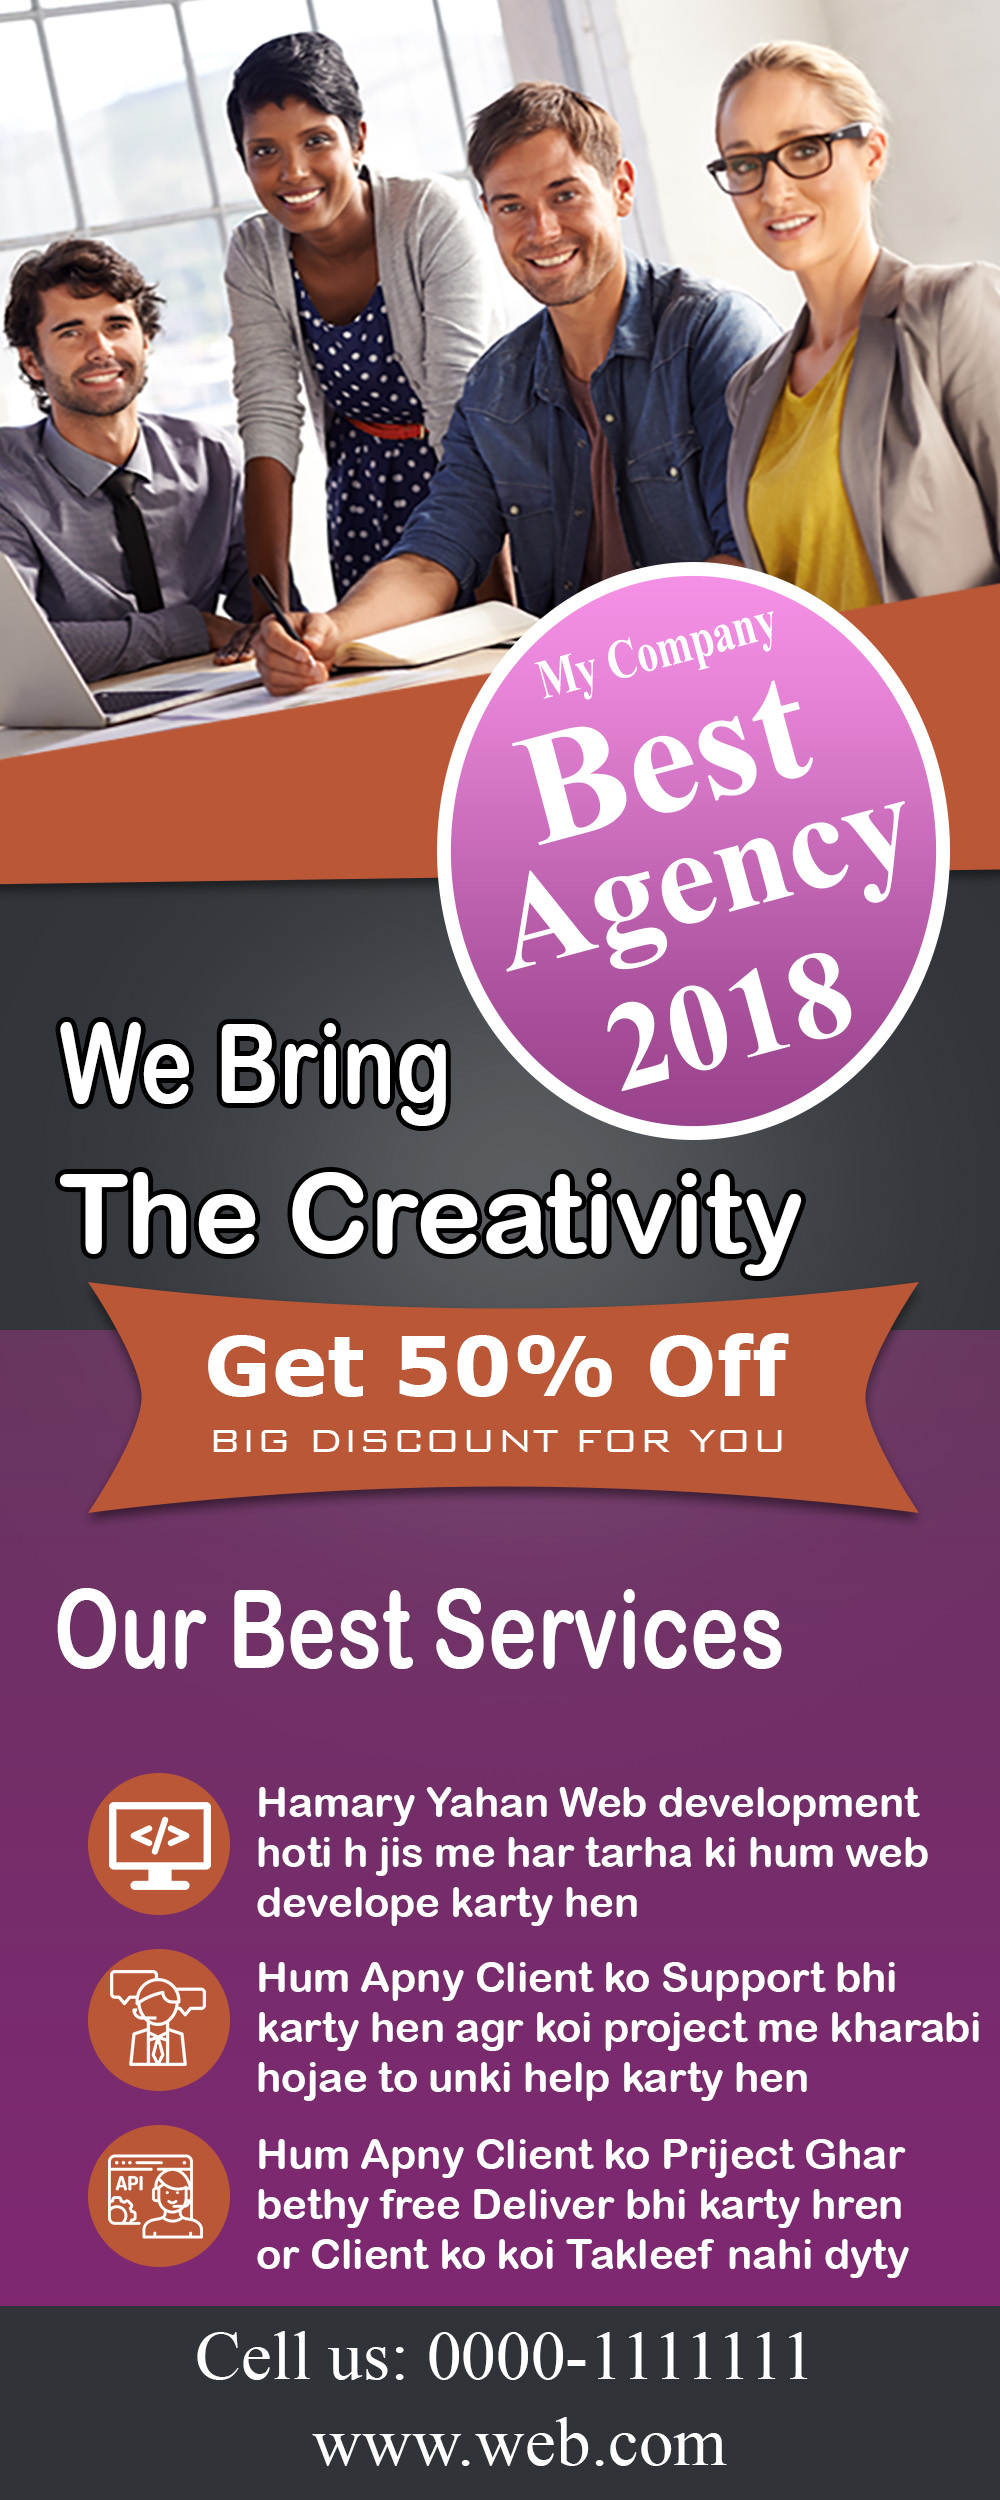 My Company
Best
Agency
2018
We Bring
The Creativity
Get 50% Off
BIG DISCOUNT FOR YOU
Our Best Services
Hamary Yahan Web development
hoti h jis me har tarha ki hum web
develope karty hen
Hum Apny Client ko Support bhi
karty hen agr koi project me kharabi
hojae to unki help karty hen
API
Hum Apny Client ko Priject Ghar
bethy free Deliver bhi karty hren
or Client ko koi Takleef nahi dyty
Cell us: 0000-1111111
www.web.com